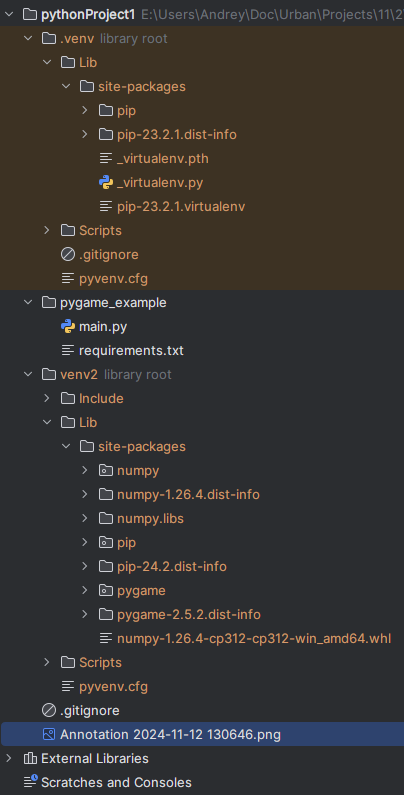 pythonProject1 E:\Users\Andrey\Doc\Urban\Projects\11\2
.venv library root
Lib
site-packages
pip
pip-23.2.1.dist-info
_virtualenv.pth
_virtualenv.py
pip-23.2.1.virtualenv
Scripts
.gitignore
pyvenv.cfg
pygame_example
main.py
requirements.txt
venv2 library root
Include
Lib
site-packages
numpy
numpy-1.26.4.dist-info
numpy.libs
pip
pip-24.2.dist-info
pygame
pygame-2.5.2.dist-info
numpy-1.26.4-cp312-cp312-win_amd64.whl
Scripts
pyvenv.cfg
.gitignore
Annotation 2024-11-12 130646.png
External Libraries
Scratches and Consoles